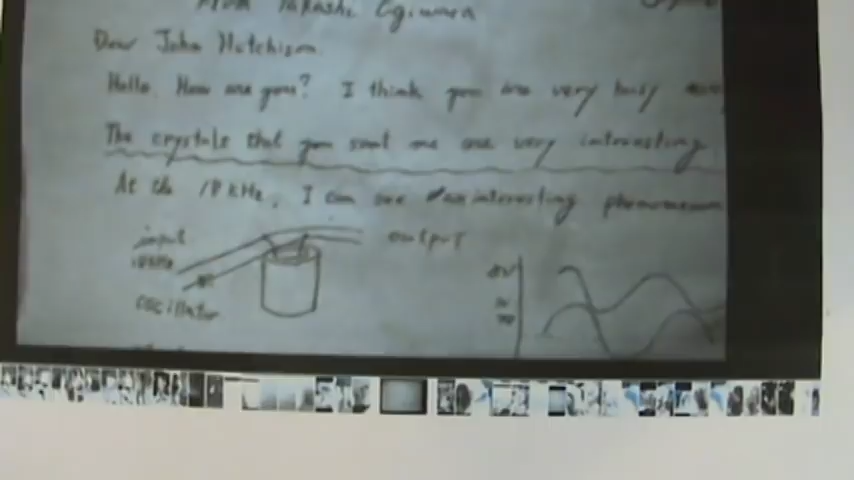 From Takashi Ogiwara
Dear John Hutchison
Hello. How are you? I think you are very busy
The crystals that you sent me are very interesting
At the 18 kHz, I can see an interesting phenomenon
input output
oscillator